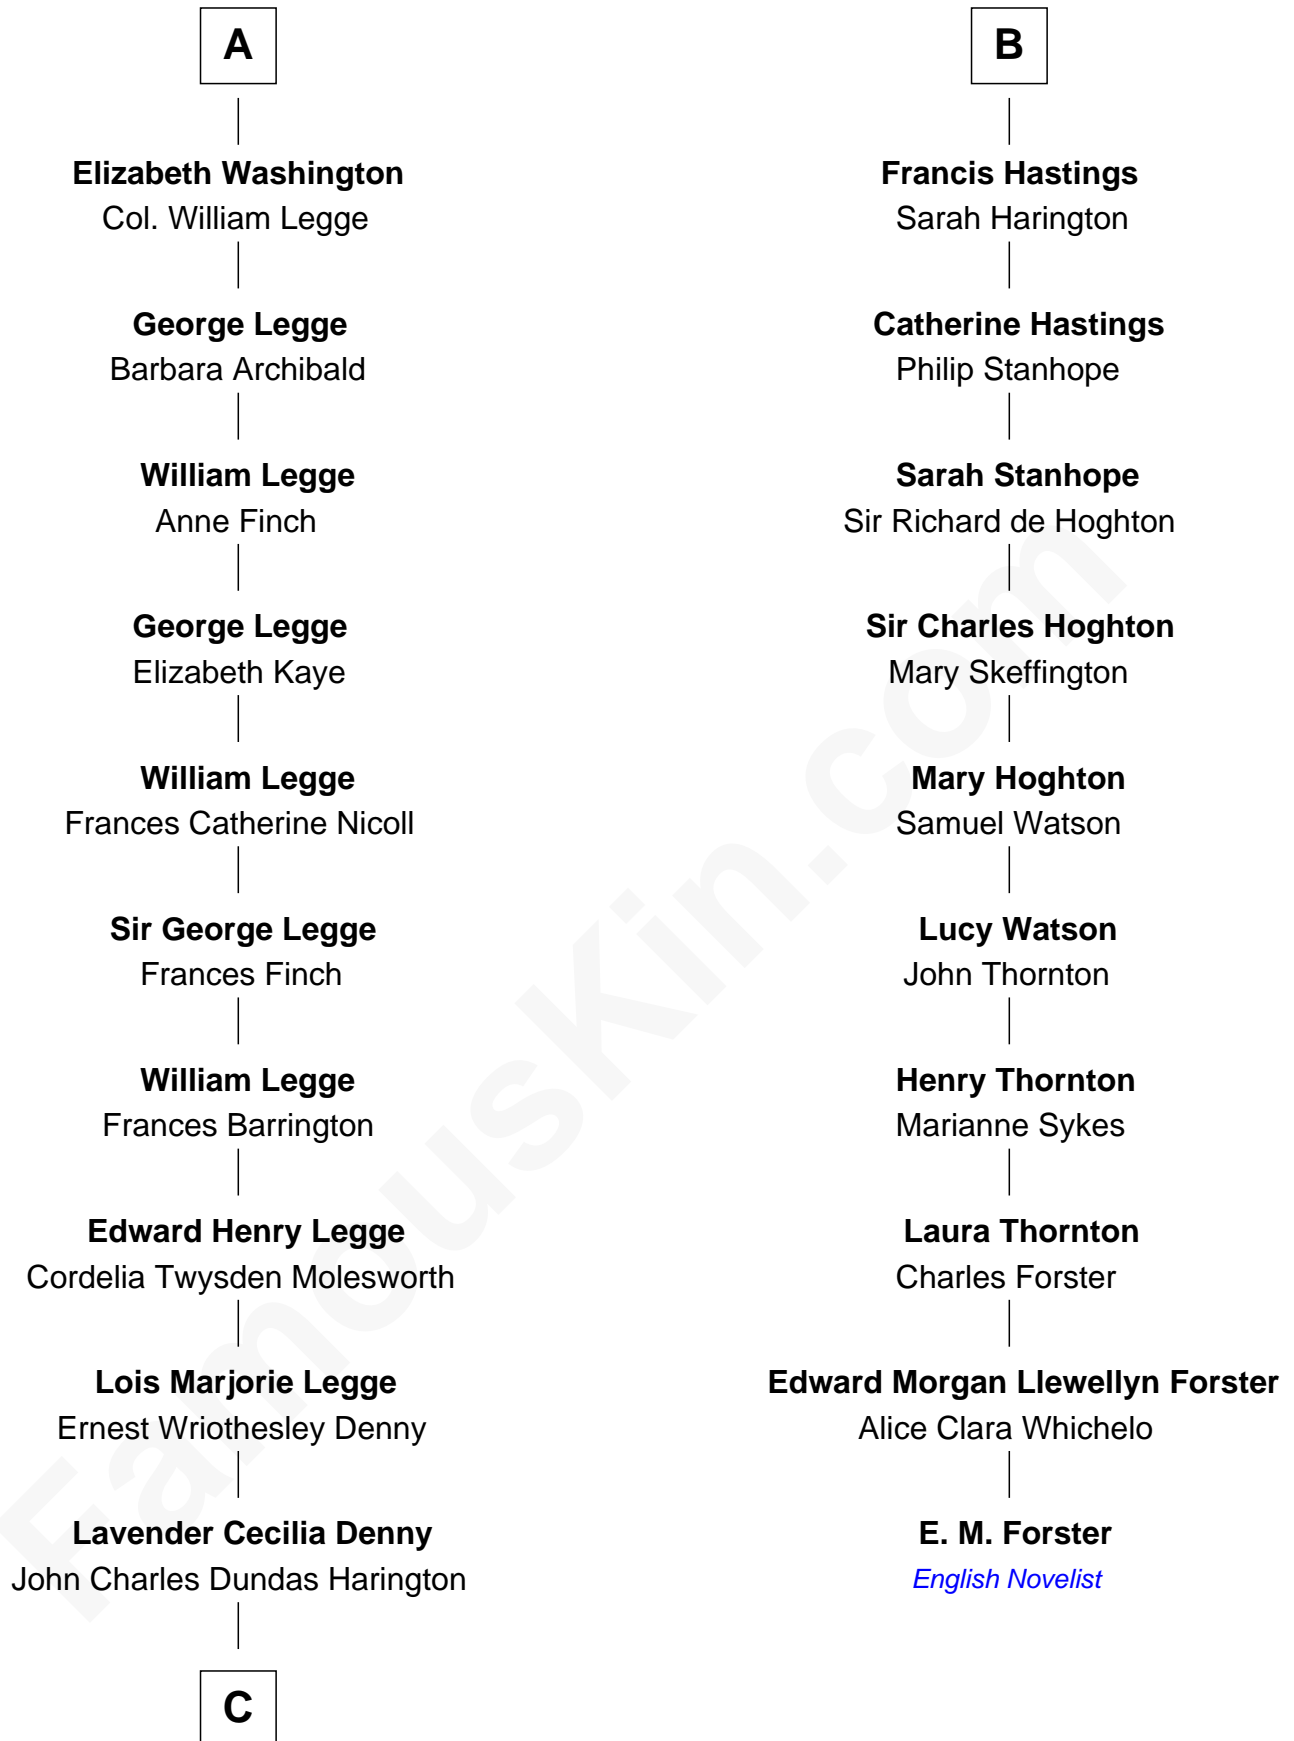 A
Elizabeth Washington
Col. William Legge
George Legge
Barbara Archibald
William Legge
Anne Finch
George Legge
Elizabeth Kaye
William Legge
Frances Catherine Nicoll
Sir George Legge
Frances Finch
William Legge
Frances Barrington
Edward Henry Legge
Cordelia Twysden Molesworth
Lois Marjorie Legge
Ernest Wriothesley Denny
Lavender Cecilia Denny
John Charles Dundas Harington
C
B
Francis Hastings
Sarah Harington
Catherine Hastings
Philip Stanhope
Sarah Stanhope
Sir Richard de Hoghton
Sir Charles Hoghton
Mary Skeffington
Mary Hoghton
Samuel Watson
Lucy Watson
John Thornton
Henry Thornton
Marianne Sykes
Laura Thornton
Charles Forster
Edward Morgan Llewellyn Forster
Alice Clara Whichelo
E. M. Forster
English Novelist
FamousKin.com